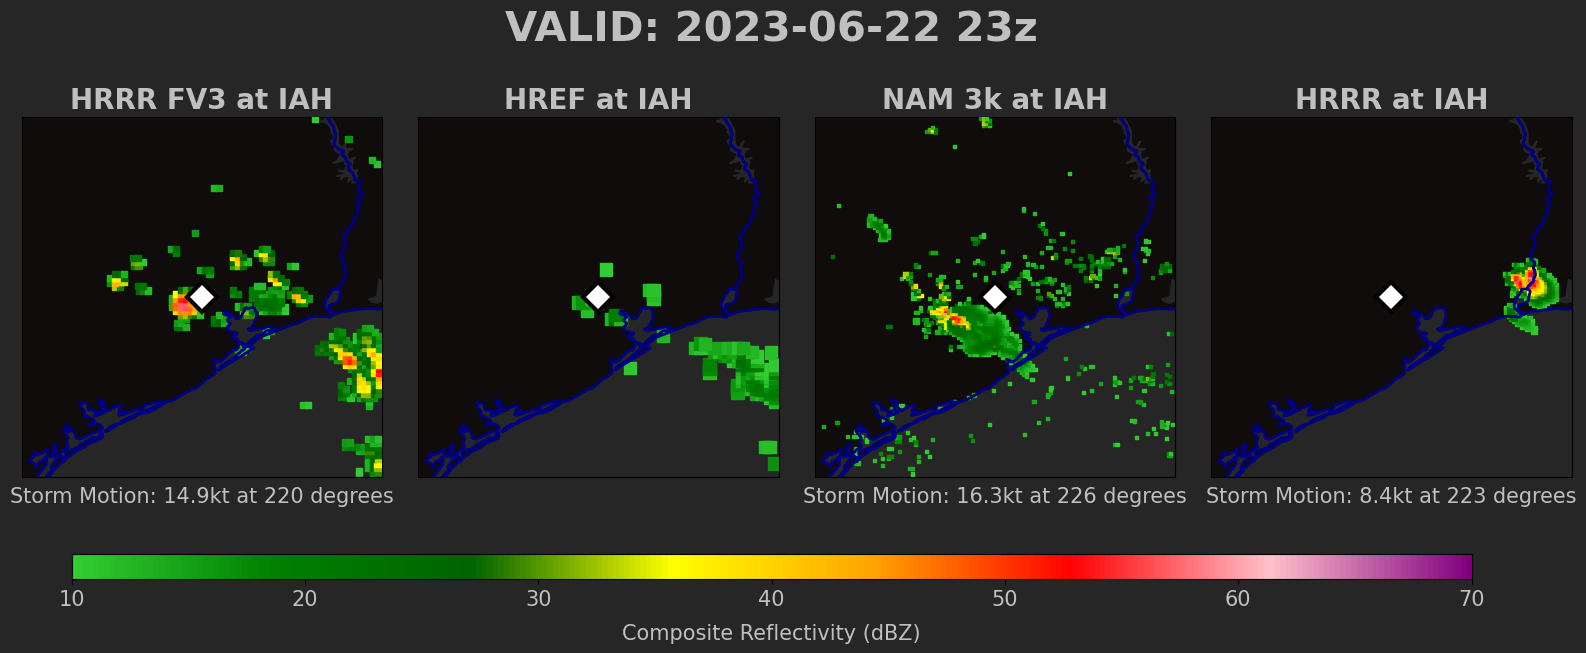 VALID: 2023-06-22 23z
HRRR FV3 at IAH
HREF at IAH
NAM 3k at IAH
HRRR at IAH
Storm Motion: 14.9kt at 220 degrees
Storm Motion: 16.3kt at 226 degrees
Storm Motion: 8.4kt at 223 degrees
10 20 30 40 50 60 70
Composite Reflectivity (dBZ)